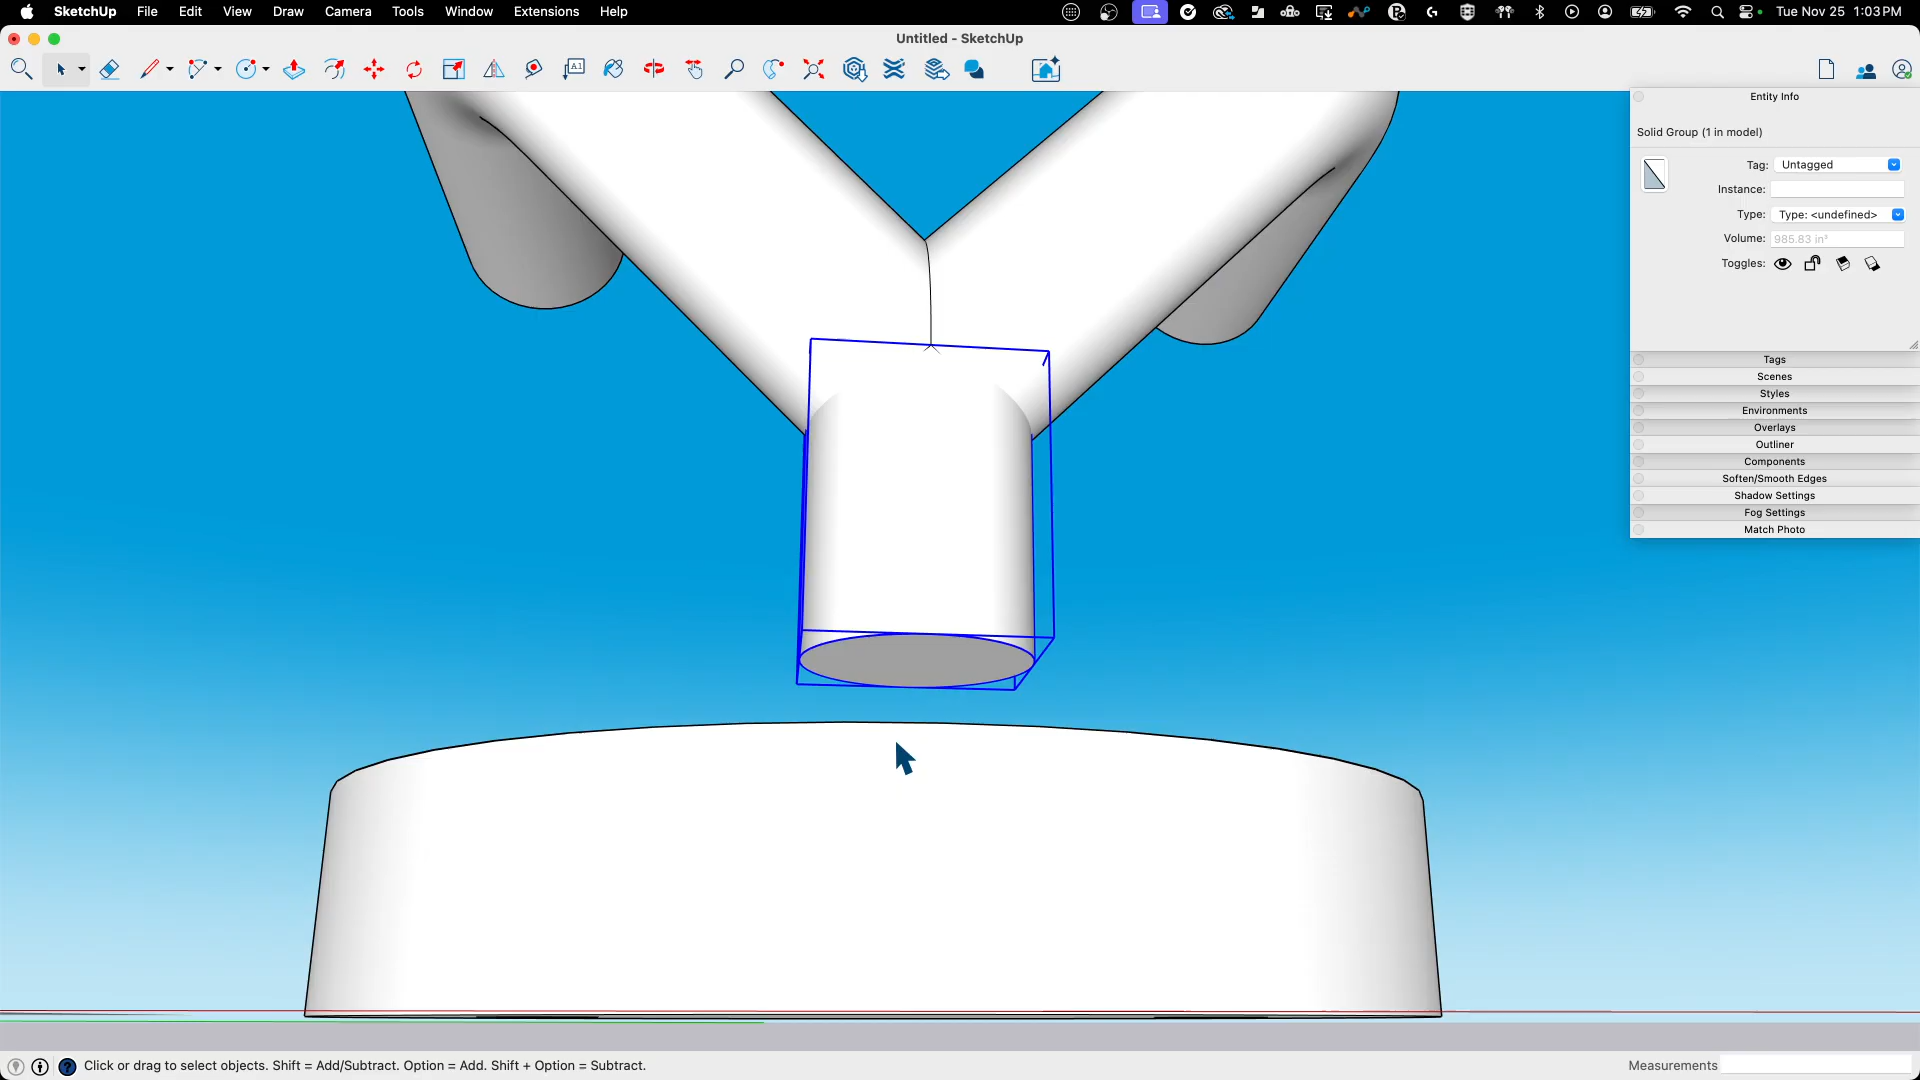 SketchUp File Edit View Draw Camera Tools Window Extensions Help Tue Nov 25 1:03 PM
Untitled - SketchUp
A1
Entity Info
Solid Group (1 in model)
Tag: Untagged
Instance:
Type: Type: <undefined>
Volume: 985.83 in³
Toggles:
Tags
Scenes
Styles
Environments
Overlays
Outliner
Components
Soften/Smooth Edges
Shadow Settings
Fog Settings
Match Photo
Click or drag to select objects. Shift = Add/Subtract. Option = Add. Shift + Option = Subtract. Measurements